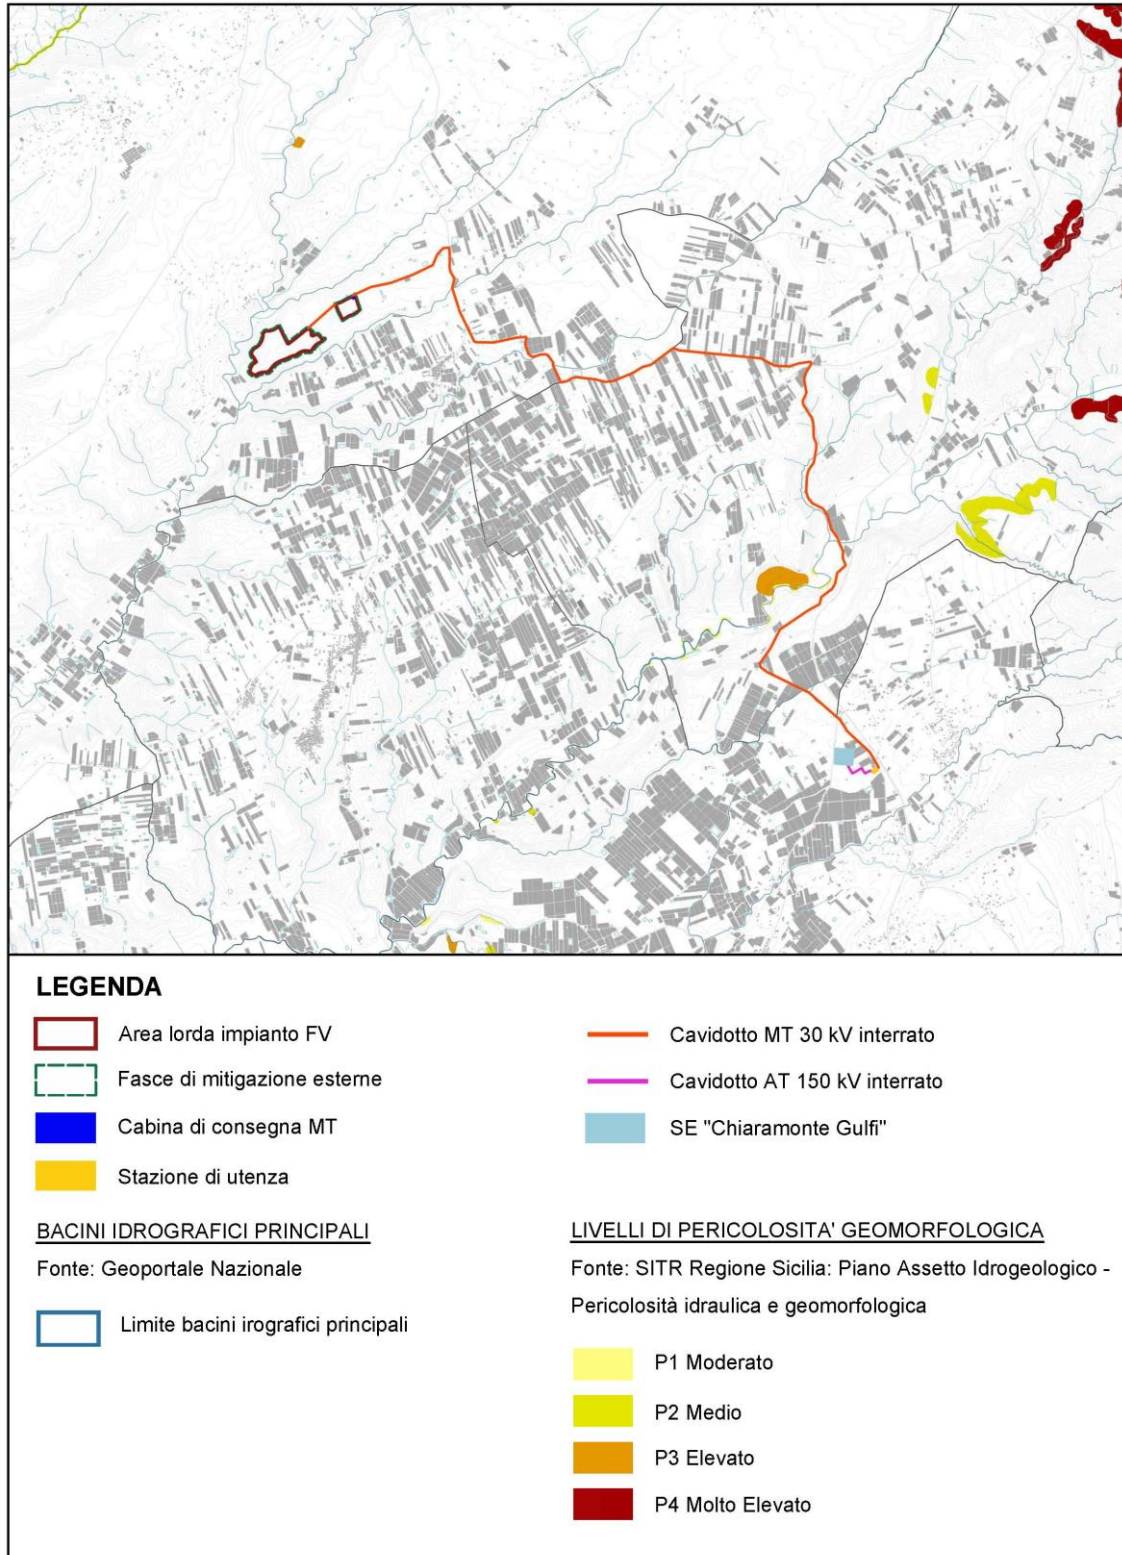 LEGENDA
Area lorda impianto FV
Fasce di mitigazione esterne
Cabina di consegna MT
Stazione di utenza
Cavidotto MT 30 kV interrato
Cavidotto AT 150 kV interrato
SE "Chiaramonte Gulfi"
BACINI IDROGRAFICI PRINCIPALI
Fonte: Geoportale Nazionale
Limite bacini irografici principali
LIVELLI DI PERICOLOSITA' GEOMORFOLOGICA
Fonte: SITR Regione Sicilia: Piano Assetto Idrogeologico -
Pericolosità idraulica e geomorfologica
P1 Moderato
P2 Medio
P3 Elevato
P4 Molto Elevato